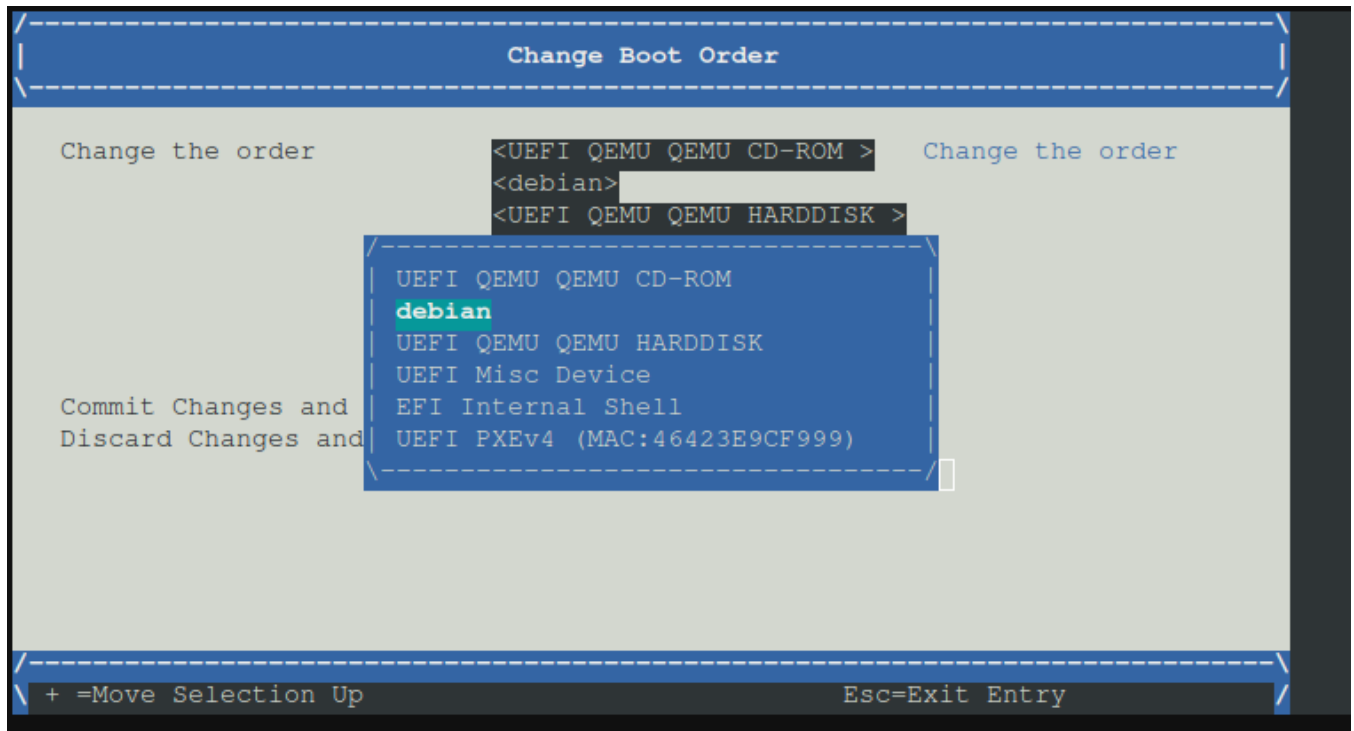 Change Boot Order
Change the order <UEFI QEMU QEMU CD-ROM > Change the order
<debian>
<UEFI QEMU QEMU HARDDISK >
UEFI QEMU QEMU CD-ROM
debian
UEFI QEMU QEMU HARDDISK
UEFI Misc Device
Commit Changes and EFI Internal Shell
Discard Changes and UEFI PXEv4 (MAC:46423E9CF999)
+ =Move Selection Up Esc=Exit Entry